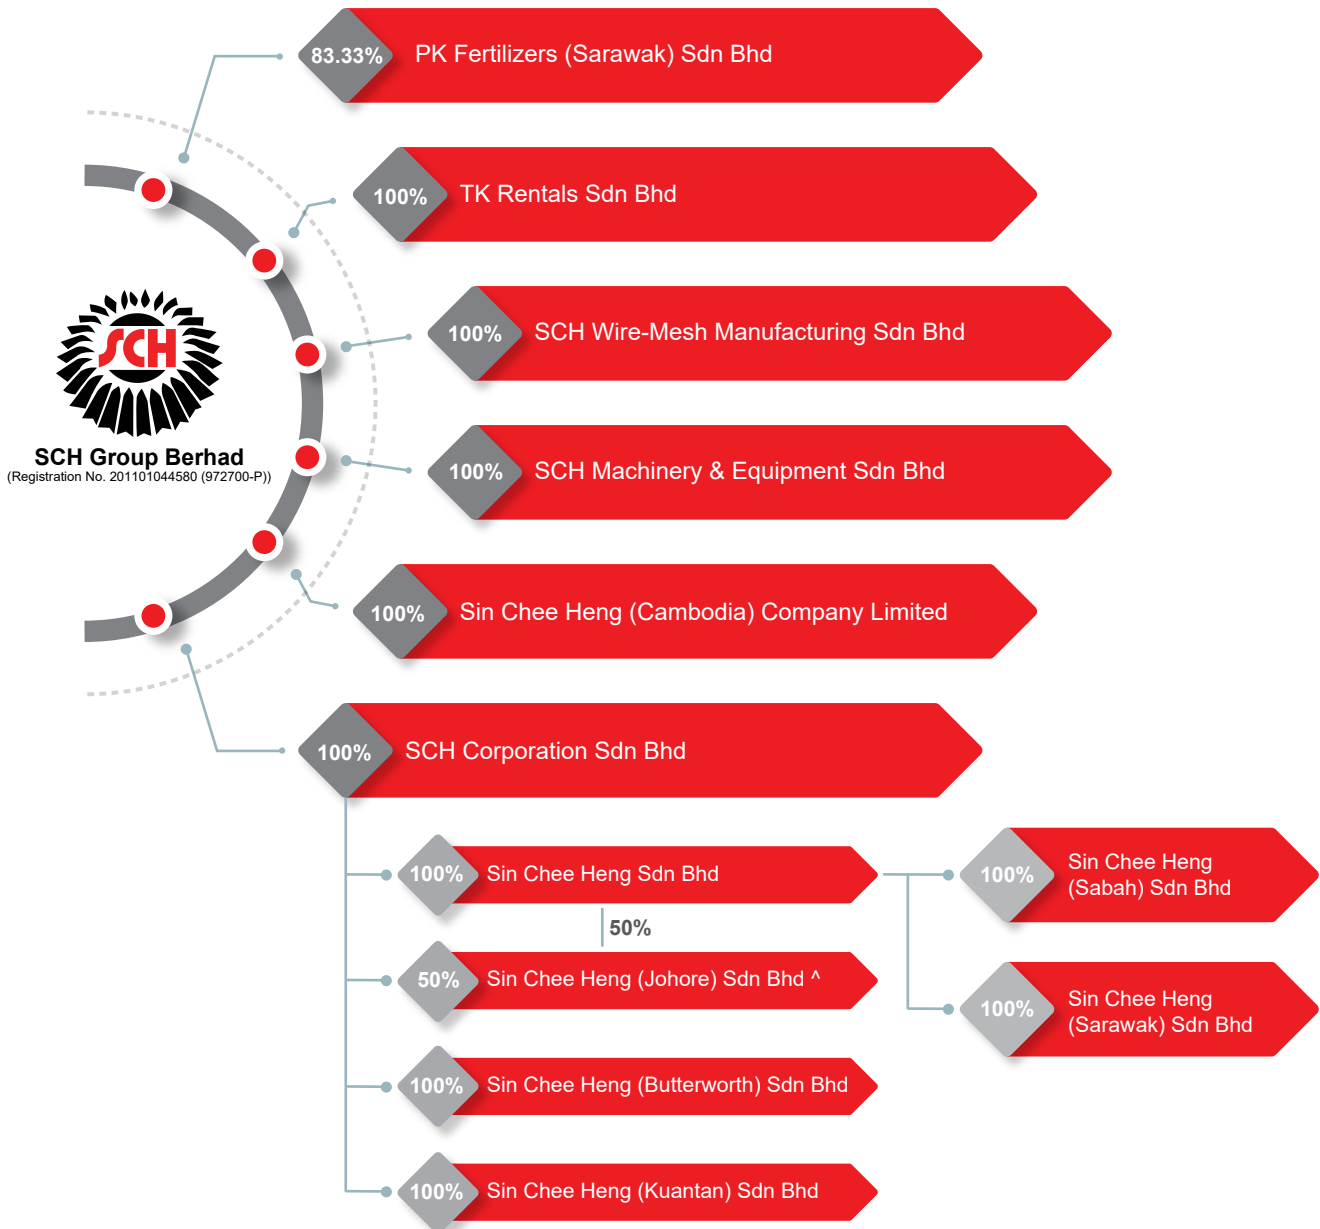 83.33%
PK Fertilizers (Sarawak) Sdn Bhd
100%
TK Rentals Sdn Bhd
100%
SCH Wire-Mesh Manufacturing Sdn Bhd
SCH
SCH Group Berhad
(Registration No. 201101044580 (972700-P))
100%
SCH Machinery & Equipment Sdn Bhd
100%
Sin Chee Heng (Cambodia) Company Limited
100%
SCH Corporation Sdn Bhd
100%
Sin Chee Heng Sdn Bhd
50%
50%
Sin Chee Heng (Johore) Sdn Bhd ^
100%
Sin Chee Heng (Butterworth) Sdn Bhd
100%
Sin Chee Heng (Kuantan) Sdn Bhd
100%
Sin Chee Heng
(Sabah) Sdn Bhd
100%
Sin Chee Heng
(Sarawak) Sdn Bhd